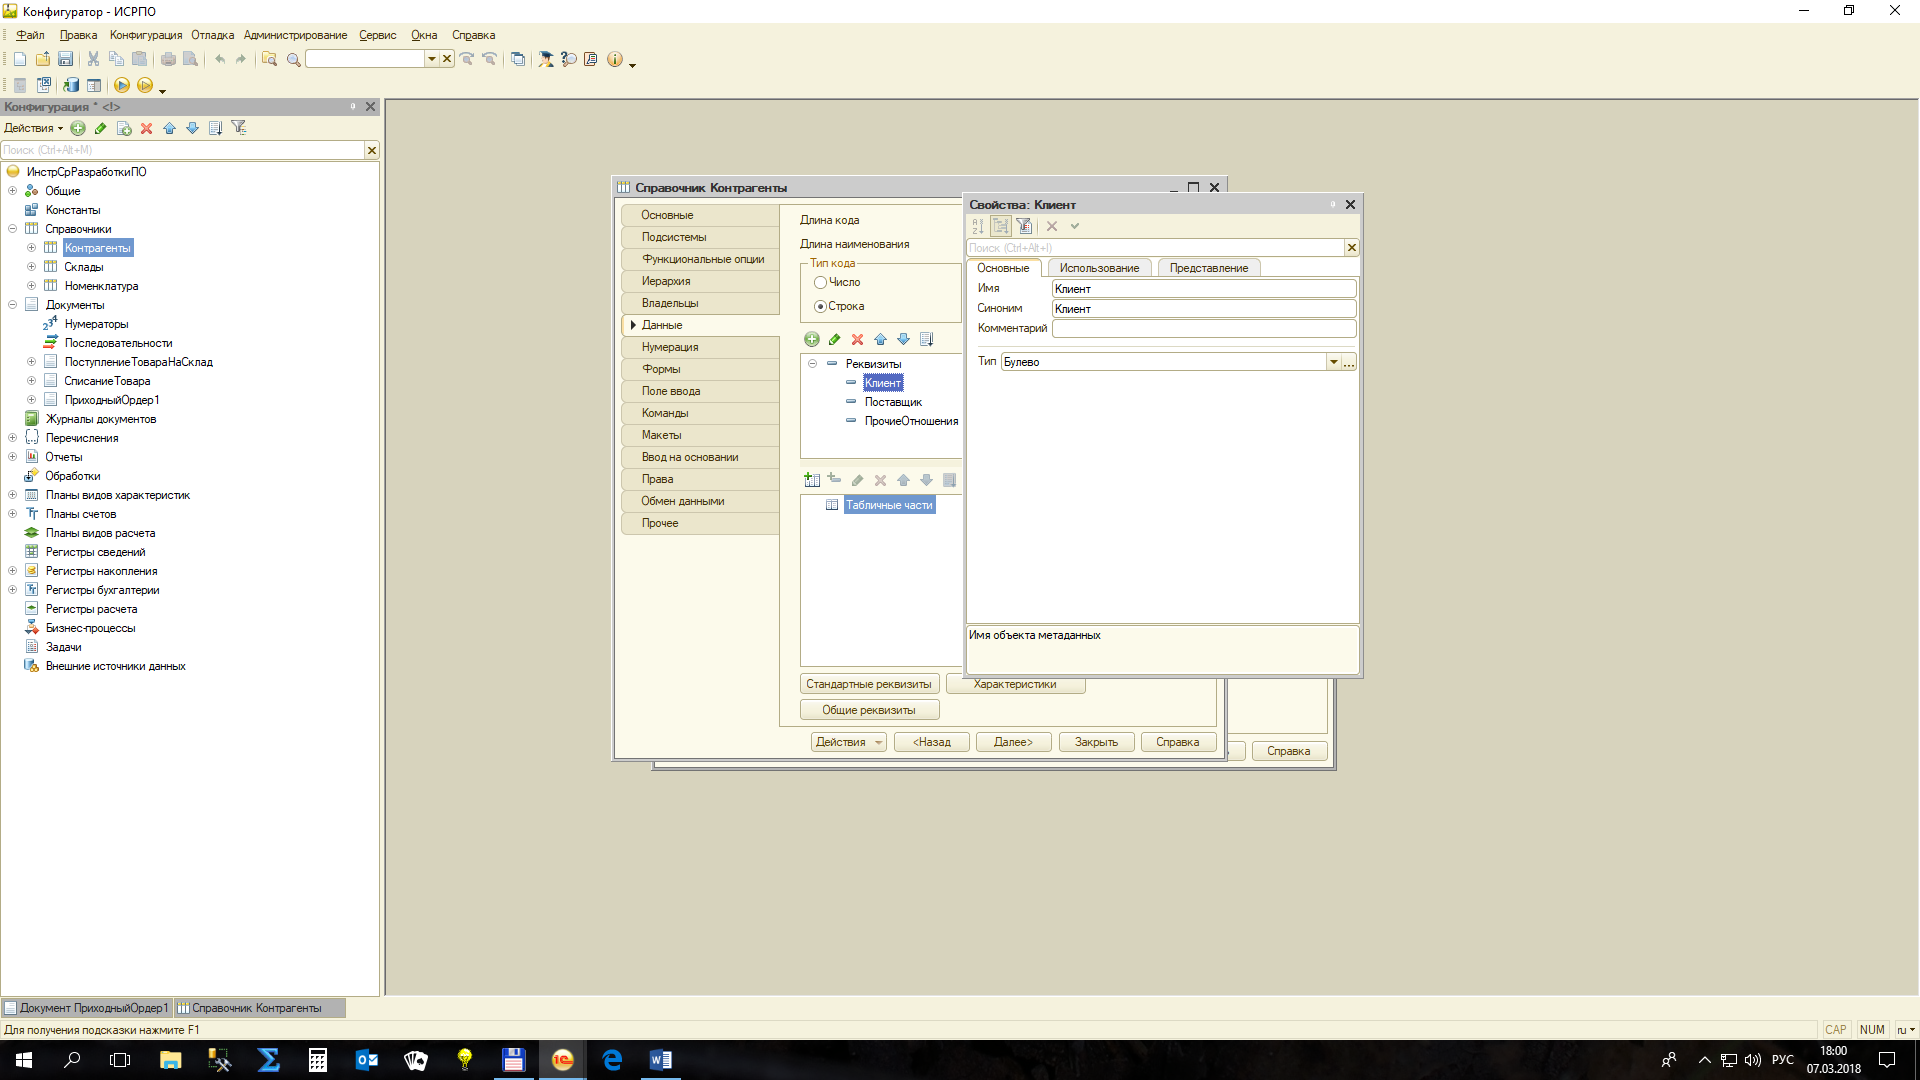 Конфигуратор - ИСРПО
Файл Правка Конфигурация Отладка Администрирование Сервис Окна Справка
Конфигурация * <!>
Действия
Поиск (Ctrl+Alt+M)
ИнстрСрРазработкиПО
Общие
Константы
Справочники
Контрагенты
Склады
Номенклатура
Документы
Нумераторы
Последовательности
ПоступлениеТовараНаСклад
СписаниеТовара
ПриходныйОрдер1
Журналы документов
Перечисления
Отчеты
Обработки
Планы видов характеристик
Планы счетов
Планы видов расчета
Регистры сведений
Регистры накопления
Регистры бухгалтерии
Регистры расчета
Бизнес-процессы
Задачи
Внешние источники данных
Справочник Контрагенты
Основные
Подсистемы
Функциональные опции
Иерархия
Владельцы
Данные
Нумерация
Формы
Поле ввода
Команды
Макеты
Ввод на основании
Права
Обмен данными
Прочее
Длина кода
Длина наименования
Тип кода
Число
Строка
Реквизиты
Клиент
Поставщик
ПрочиеОтношения
Табличные части
Стандартные реквизиты Характеристики
Общие реквизиты
Действия <Назад Далее> Закрыть Справка
Справка
Свойства: Клиент
Поиск (Ctrl+Alt+I)
Основные Использование Представление
Имя Клиент
Синоним Клиент
Комментарий
Тип Булево
Имя объекта метаданных
Документ ПриходныйОрдер1 Справочник Контрагенты
Для получения подсказки нажмите F1
CAP NUM ru
РУС
18:00
07.03.2018